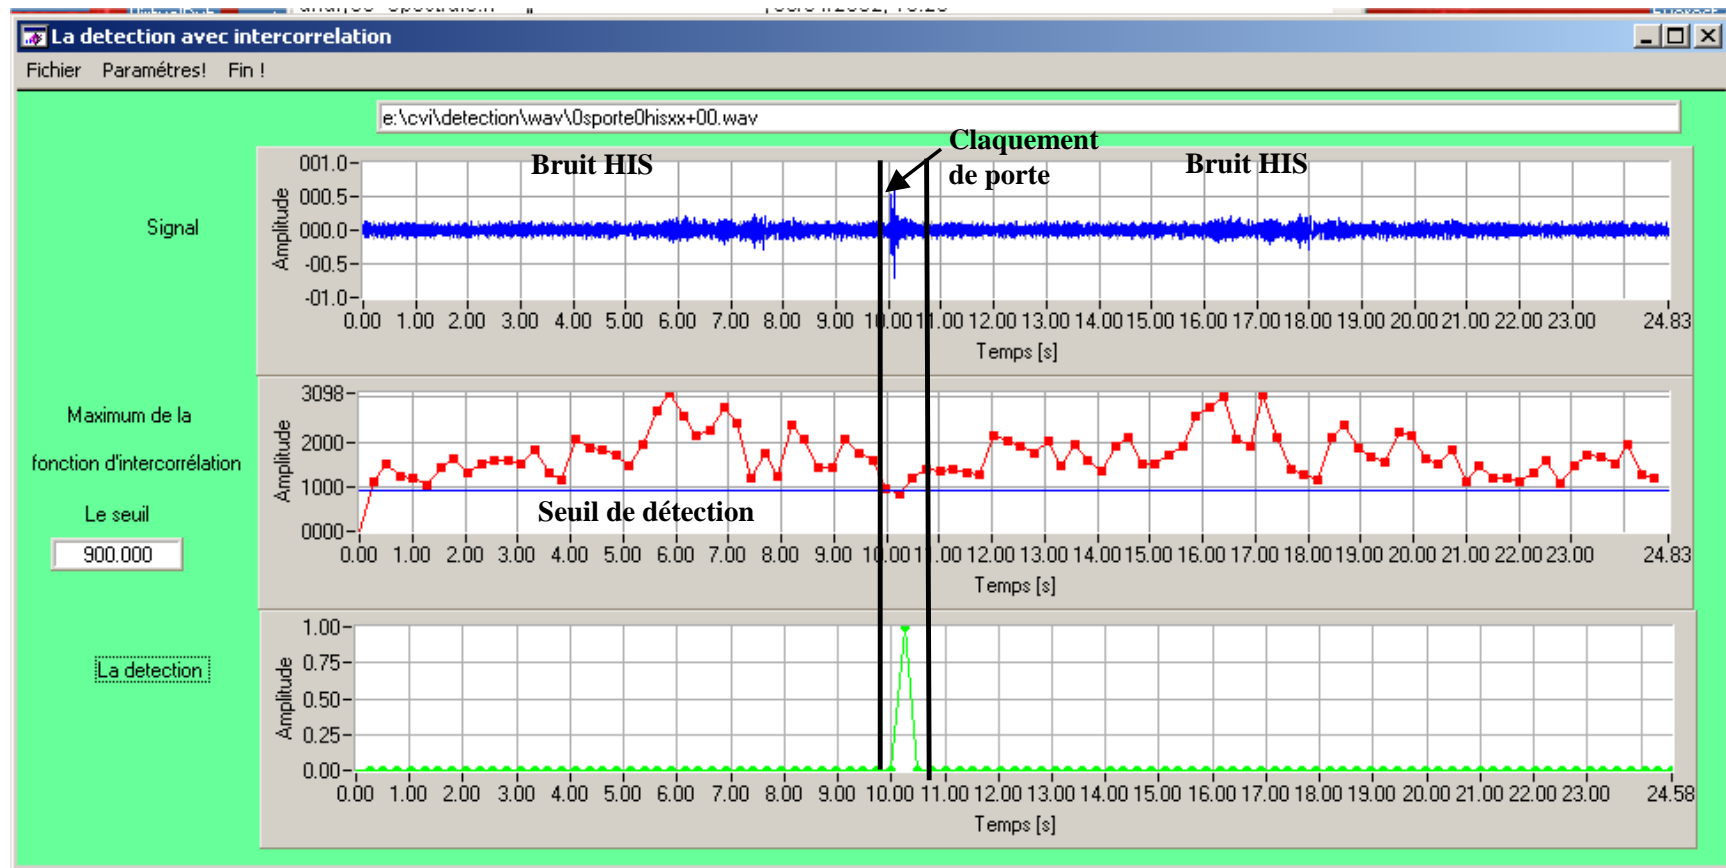 La detection avec intercorrelation
Fichier Paramétres! Fin !
e:\cvi\detection\wav\0sporte0hisxx+00.wav
Claquement
de porte
Bruit HIS
Bruit HIS
Signal
Amplitude
001.0
000.5
000.0
-00.5
-01.0
0.00 1.00 2.00 3.00 4.00 5.00 6.00 7.00 8.00 9.00 10.00 11.00 12.00 13.00 14.00 15.00 16.00 17.00 18.00 19.00 20.00 21.00 22.00 23.00 24.83
Temps [s]
Maximum de la
fonction d'intercorrélation
Le seuil
900.000
Amplitude
3098
2000
1000
0000
Seuil de détection
0.00 1.00 2.00 3.00 4.00 5.00 6.00 7.00 8.00 9.00 10.00 11.00 12.00 13.00 14.00 15.00 16.00 17.00 18.00 19.00 20.00 21.00 22.00 23.00 24.83
Temps [s]
La detection
Amplitude
1.00
0.75
0.50
0.25
0.00
0.00 1.00 2.00 3.00 4.00 5.00 6.00 7.00 8.00 9.00 10.00 11.00 12.00 13.00 14.00 15.00 16.00 17.00 18.00 19.00 20.00 21.00 22.00 23.00 24.58
Temps [s]